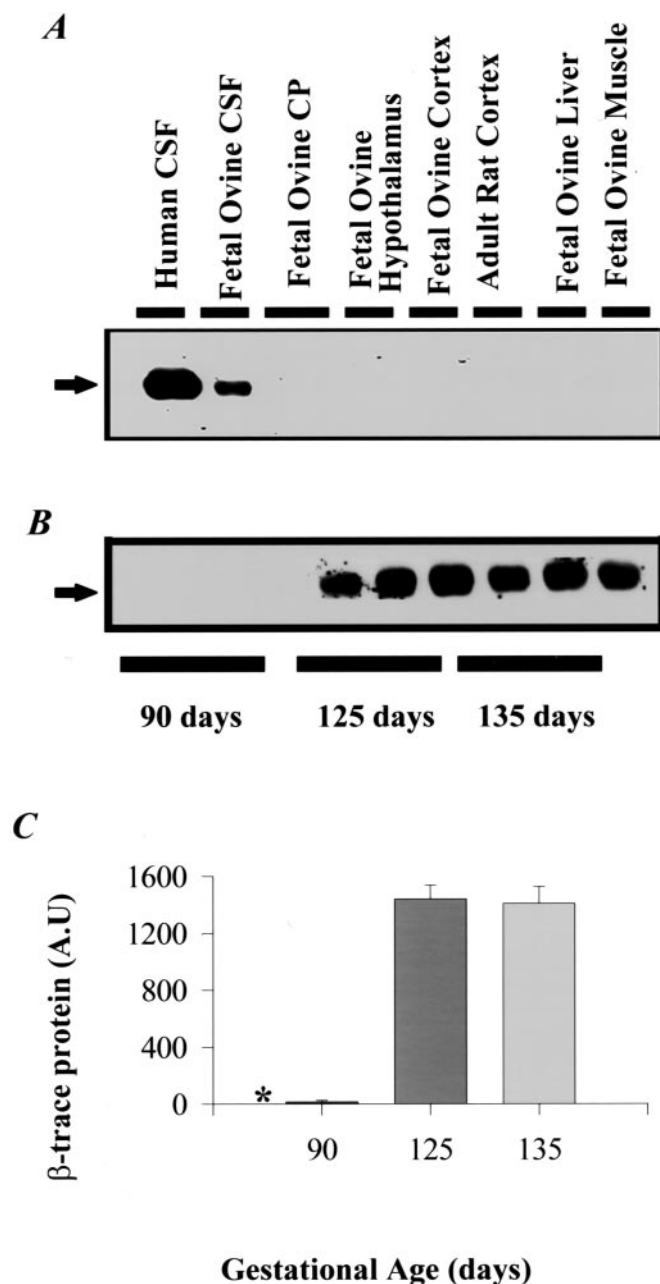 A
Human CSF
Fetal Ovine CSF
Fetal Ovine CP
Fetal Ovine
Hypothalamus
Fetal Ovine Cortex
Adult Rat Cortex
Fetal Ovine Liver
Fetal Ovine Muscle
B
90 days
125 days
135 days
C
β-trace protein (A.U)
1600
1200
800
400
0
*
90
125
135
Gestational Age (days)